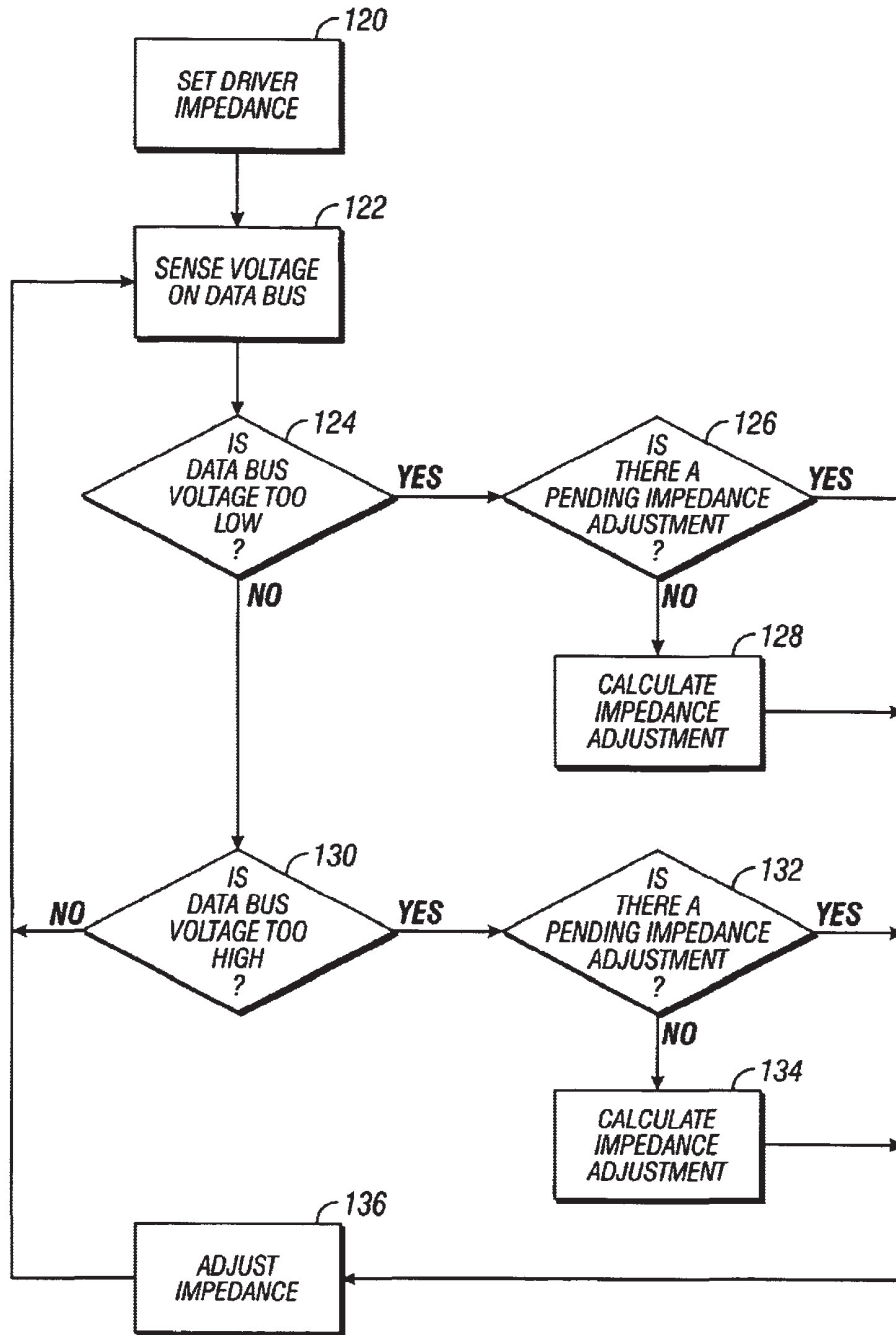 120
SET DRIVER
IMPEDANCE
122
SENSE VOLTAGE
ON DATA BUS
124
IS
DATA BUS
VOLTAGE TOO
LOW
?
YES
NO
126
IS
THERE A
PENDING IMPEDANCE
ADJUSTMENT
?
YES
NO
128
CALCULATE
IMPEDANCE
ADJUSTMENT
130
IS
DATA BUS
VOLTAGE TOO
HIGH
?
NO
YES
132
IS
THERE A
PENDING IMPEDANCE
ADJUSTMENT
?
YES
NO
134
CALCULATE
IMPEDANCE
ADJUSTMENT
136
ADJUST
IMPEDANCE